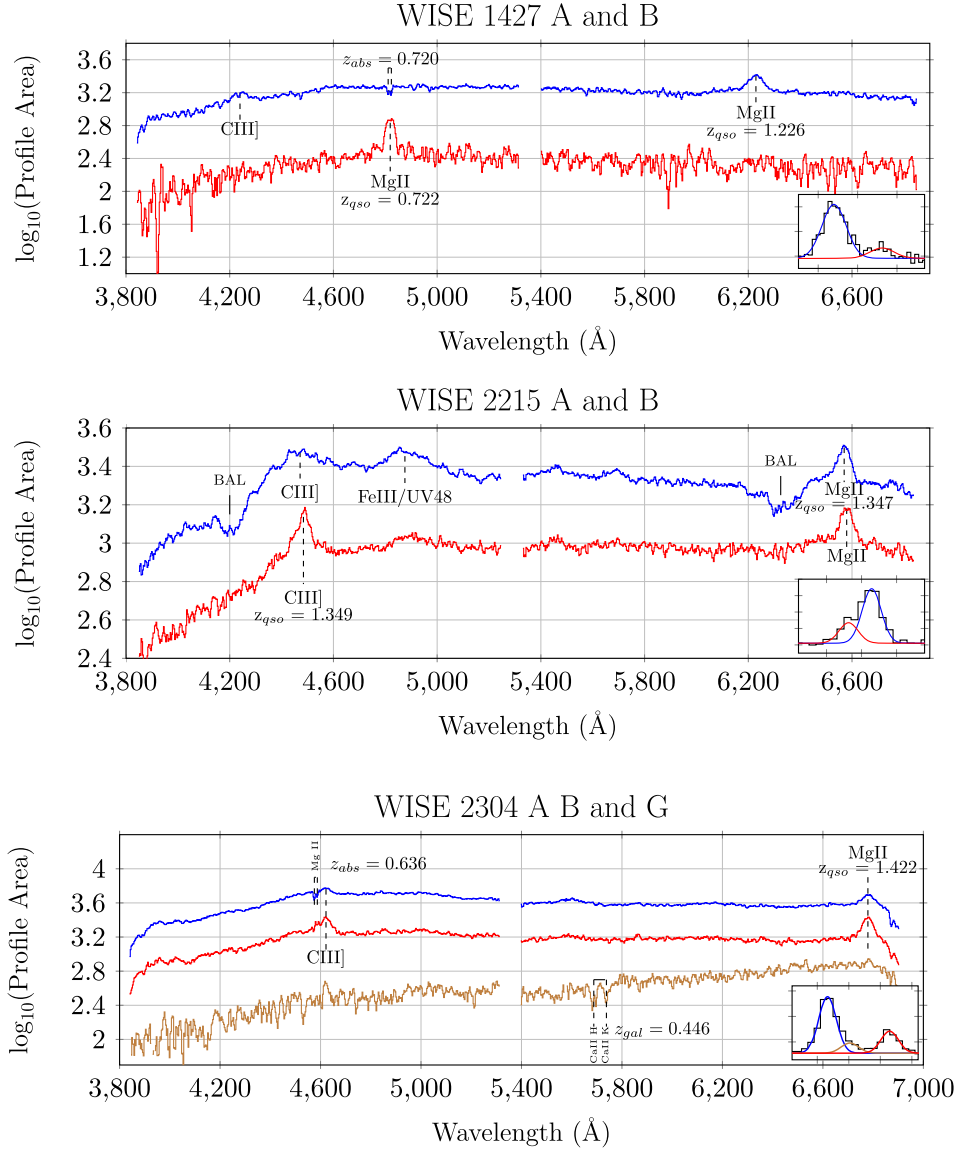 WISE 1427 A and B
log₁₀(Profile Area)
3.6
3.2
2.8
2.4
2
1.6
1.2
z_abs = 0.720
CIII]
MgII
z_qso = 1.226
MgII
z_qso = 0.722
3,800 4,200 4,600 5,000 5,400 5,800 6,200 6,600
Wavelength (Å)
WISE 2215 A and B
log₁₀(Profile Area)
3.6
3.4
3.2
3
2.8
2.6
2.4
BAL
CIII]
FeIII/UV48
BAL
MgII
z_qso = 1.347
MgII
CIII]
z_qso = 1.349
3,800 4,200 4,600 5,000 5,400 5,800 6,200 6,600
Wavelength (Å)
WISE 2304 A B and G
log₁₀(Profile Area)
4
3.6
3.2
2.8
2.4
2
Mg II
z_abs = 0.636
MgII
z_qso = 1.422
CIII]
CaII H
CaII K
z_gal = 0.446
3,800 4,200 4,600 5,000 5,400 5,800 6,200 6,600 7,000
Wavelength (Å)